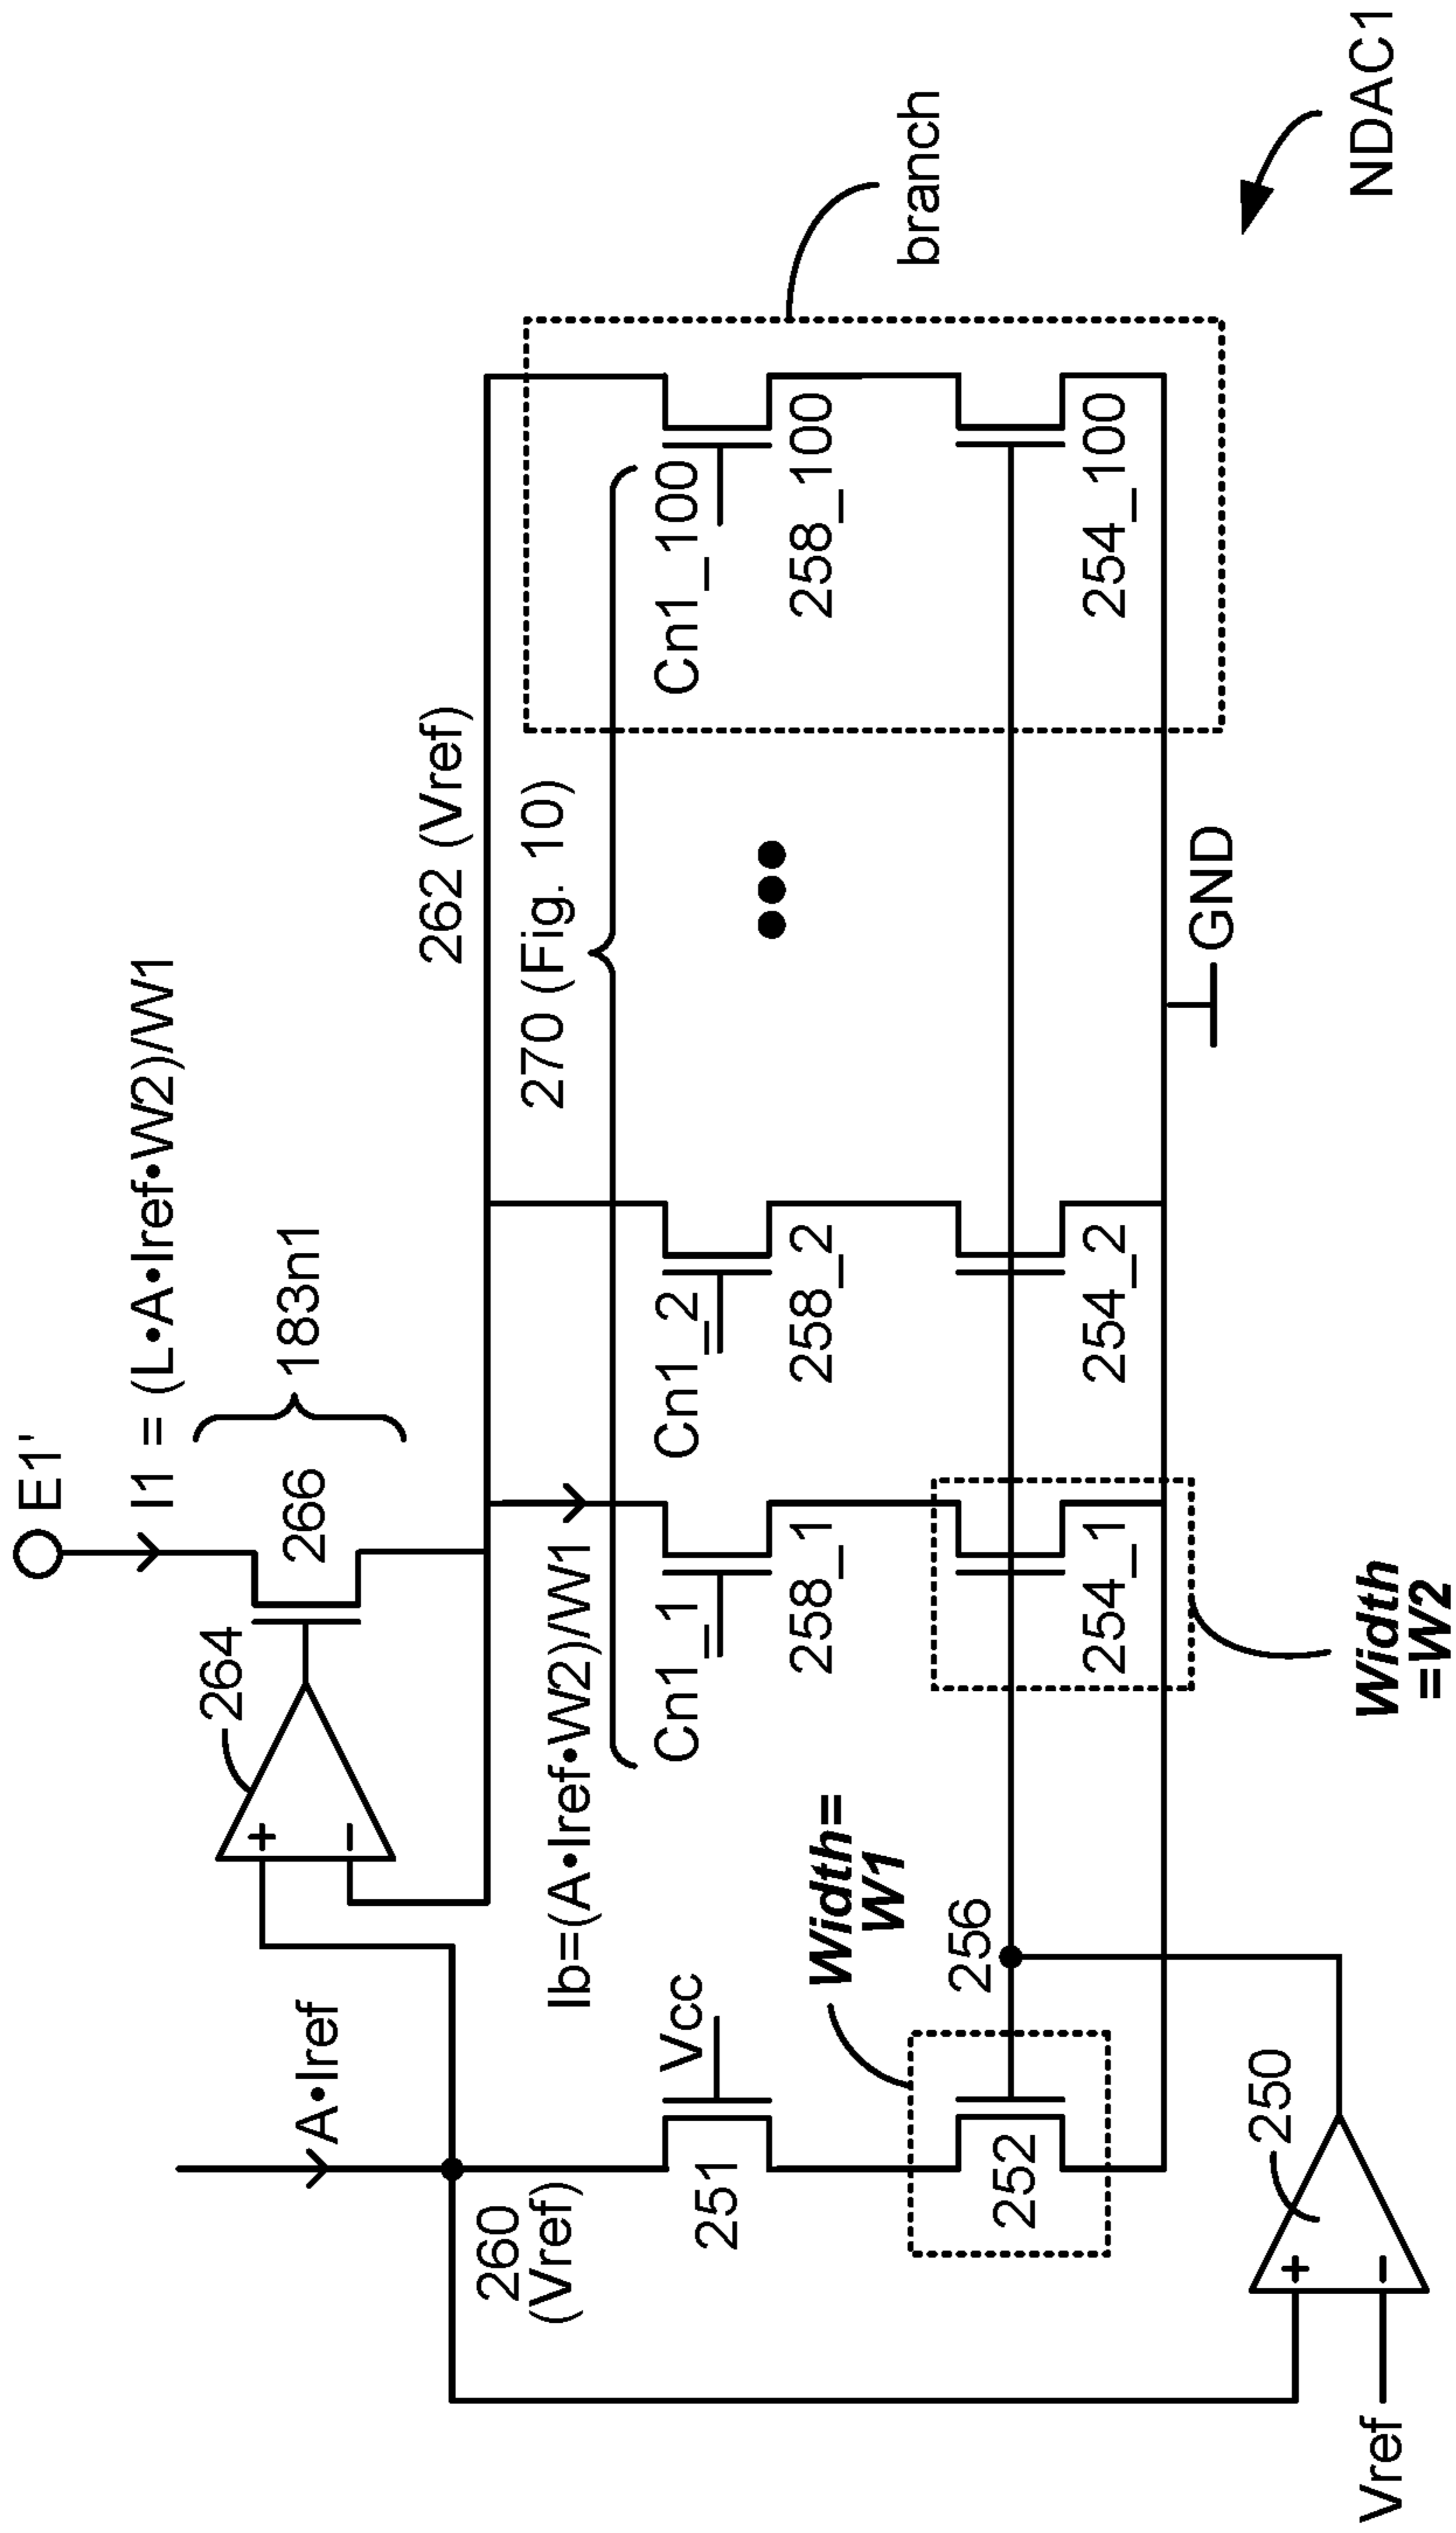 E1'
I1 = (L•A•Iref•W2)/W1
264
266
183n1
A•Iref
+
–
262 (Vref)
260
(Vref)
Ib=(A•Iref•W2)/W1
270 (Fig. 10)
Vcc
251
Cn1_1
Cn1_2
Cn1_100
258_1
258_2
258_100
branch
Width=
W1
256
252
254_1
254_2
254_100
GND
250
+
–
Vref
Width
=W2
NDAC1